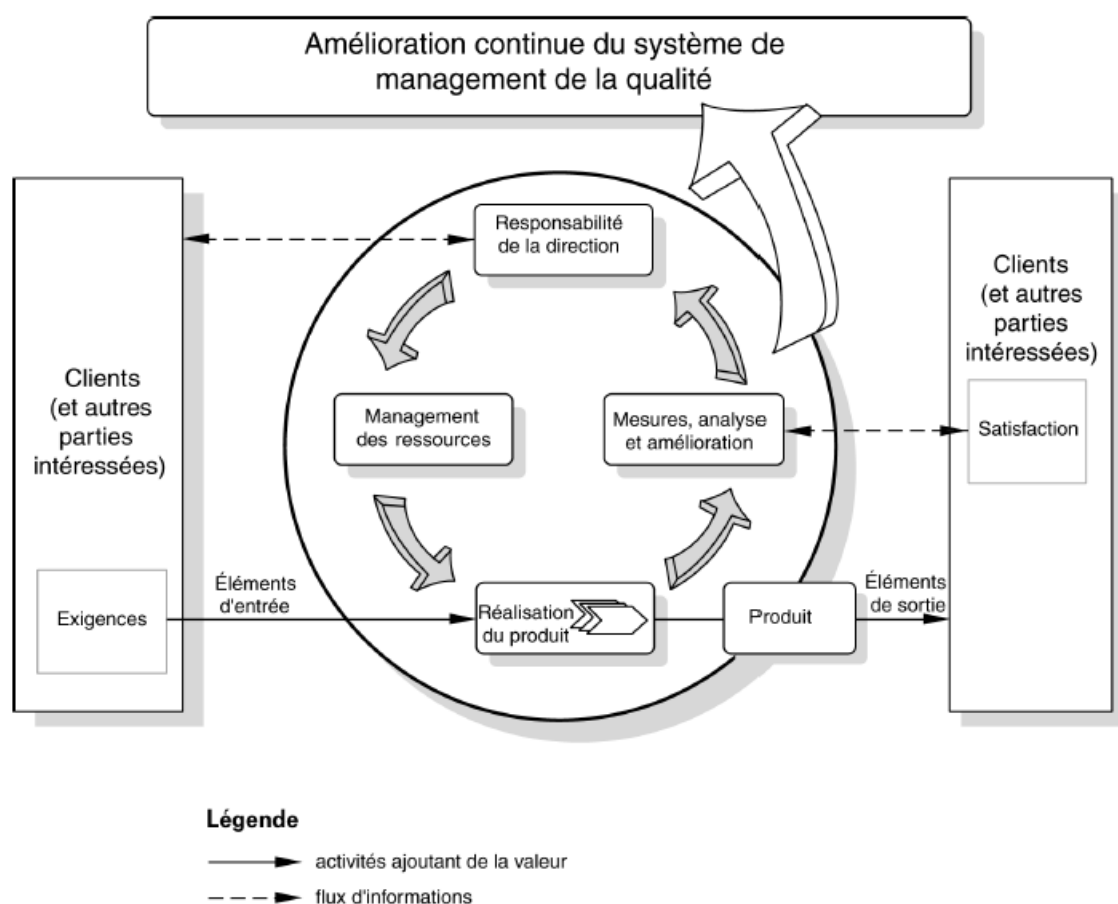 Amélioration continue du système de
management de la qualité
Responsabilité
de la direction
Clients
(et autres
parties
intéressées)
Clients
(et autres
parties
intéressées)
Management
des ressources
Mesures, analyse
et amélioration
Satisfaction
Éléments
d'entrée
Éléments
de sortie
Exigences
Réalisation
du produit
Produit
Légende
activités ajoutant de la valeur
flux d'informations